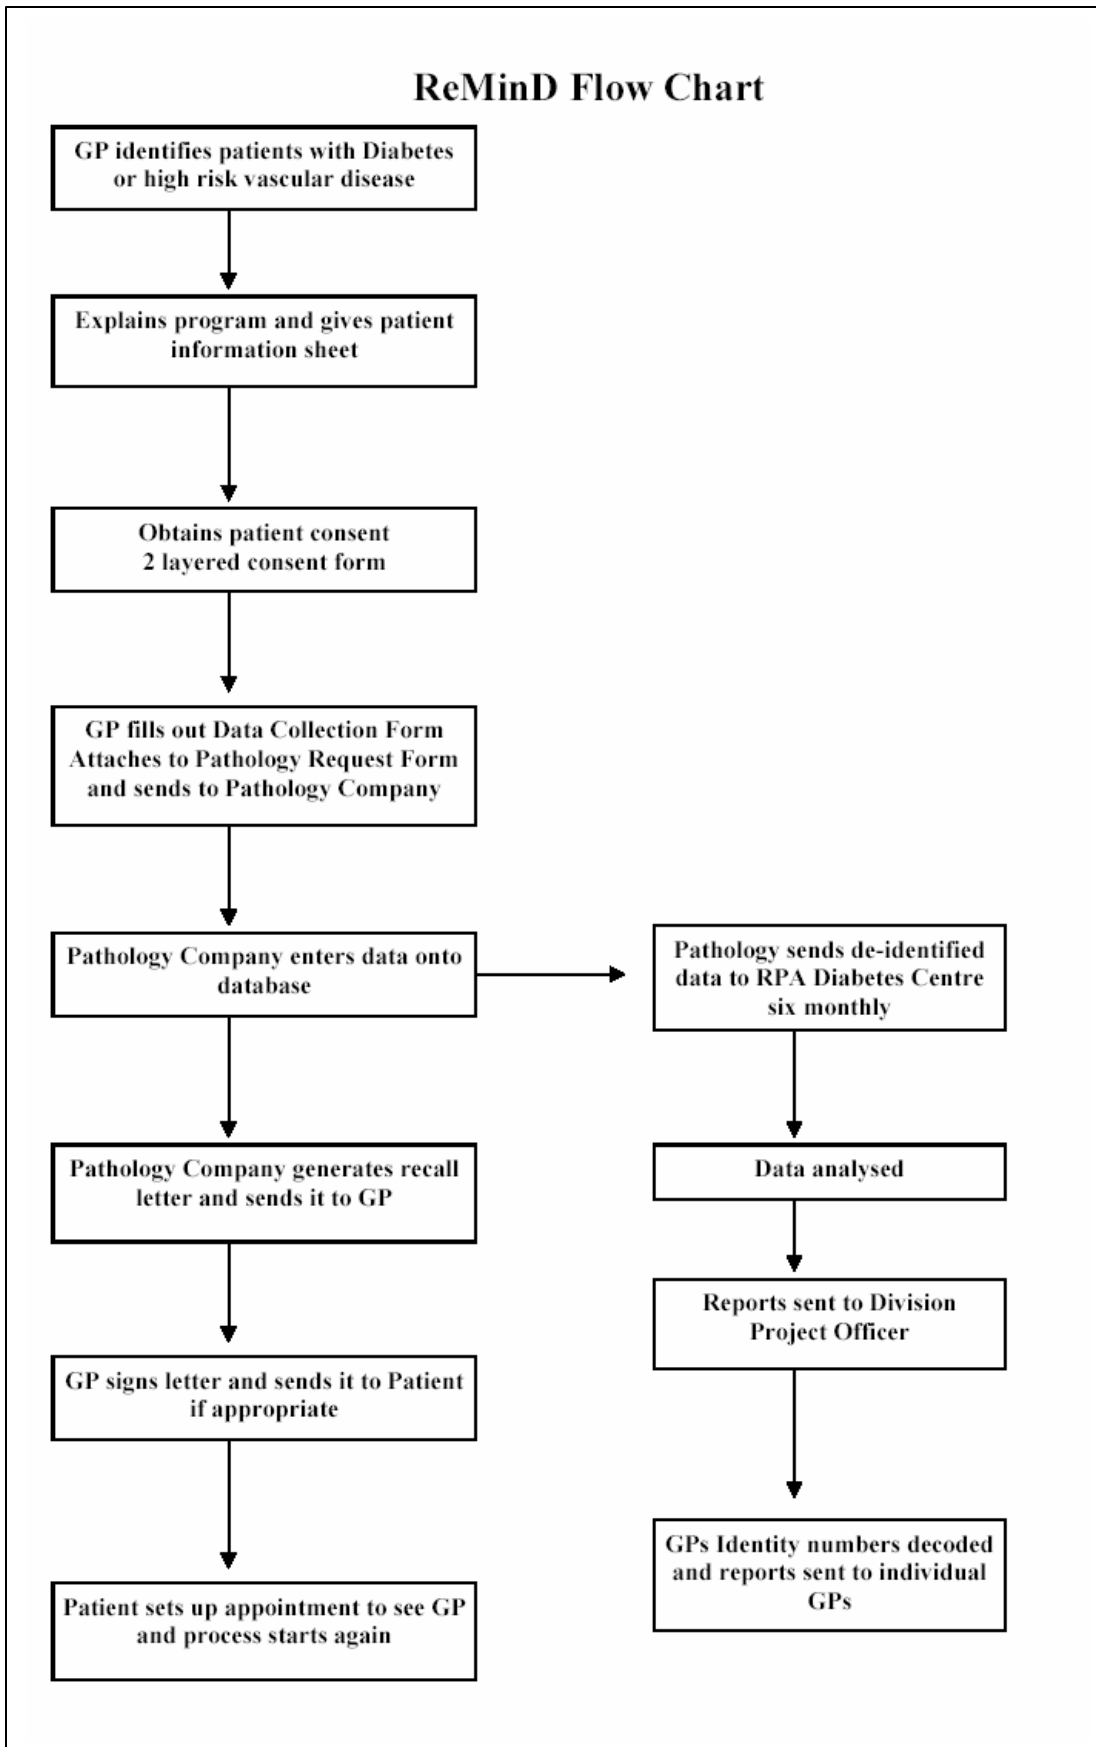 ReMinD Flow Chart
GP identifies patients with Diabetes
or high risk vascular disease
Explains program and gives patient
information sheet
Obtains patient consent
2 layered consent form
GP fills out Data Collection Form
Attaches to Pathology Request Form
and sends to Pathology Company
Pathology Company enters data onto
database
Pathology Company generates recall
letter and sends it to GP
GP signs letter and sends it to Patient
if appropriate
Patient sets up appointment to see GP
and process starts again
Pathology sends de-identified
data to RPA Diabetes Centre
six monthly
Data analysed
Reports sent to Division
Project Officer
GPs Identity numbers decoded
and reports sent to individual
GPs